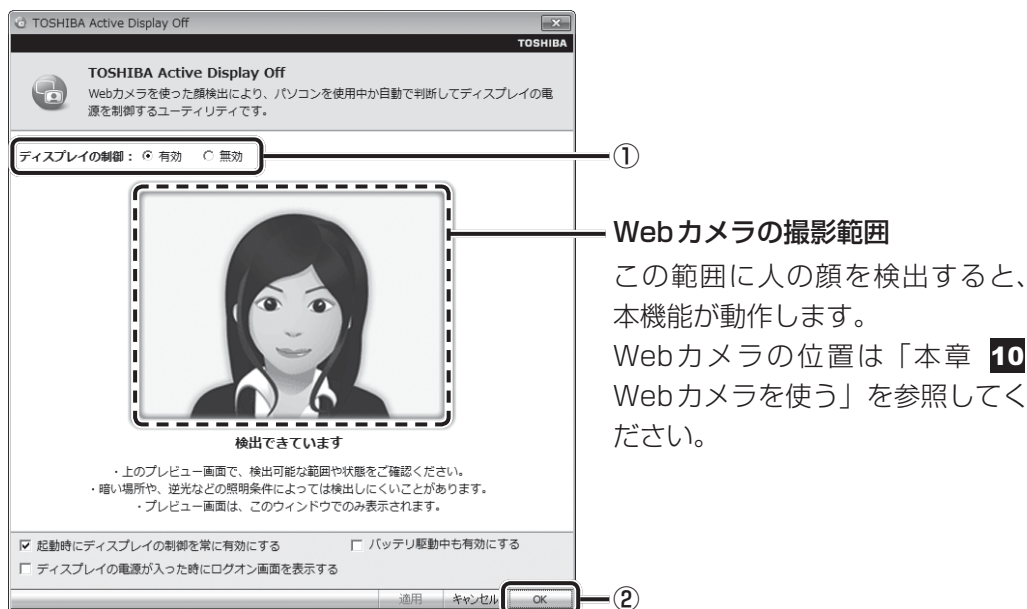 TOSHIBA Active Display Off
TOSHIBA
TOSHIBA Active Display Off
Webカメラを使った顔検出により、パソコンを使用中か自動で判断してディスプレイの電
源を制御するユーティリティです。
ディスプレイの制御： 有効 無効
①
検出できています
・上のプレビュー画面で、検出可能な範囲や状態をご確認ください。
・暗い場所や、逆光などの照明条件によっては検出しにくいことがあります。
・プレビュー画面は、このウィンドウでのみ表示されます。
起動時にディスプレイの制御を常に有効にする バッテリ駆動中も有効にする
ディスプレイの電源が入った時にログオン画面を表示する
適用 キャンセル OK
②
Webカメラの撮影範囲
この範囲に人の顔を検出すると、
本機能が動作します。
Webカメラの位置は「本章 10
Webカメラを使う」を参照してく
ださい。